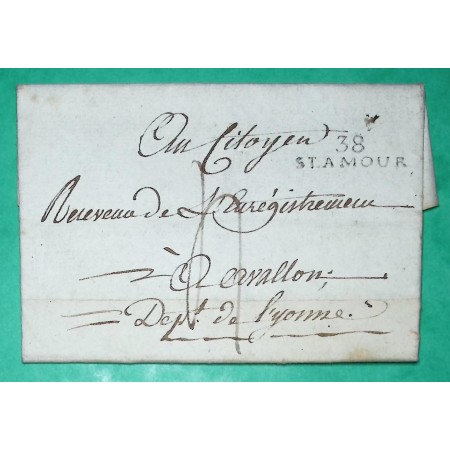 Au Citoyen
38
ST. AMOUR
Receveur de l'Enregistrement
à Avallon;
Dept. de l'yonne.